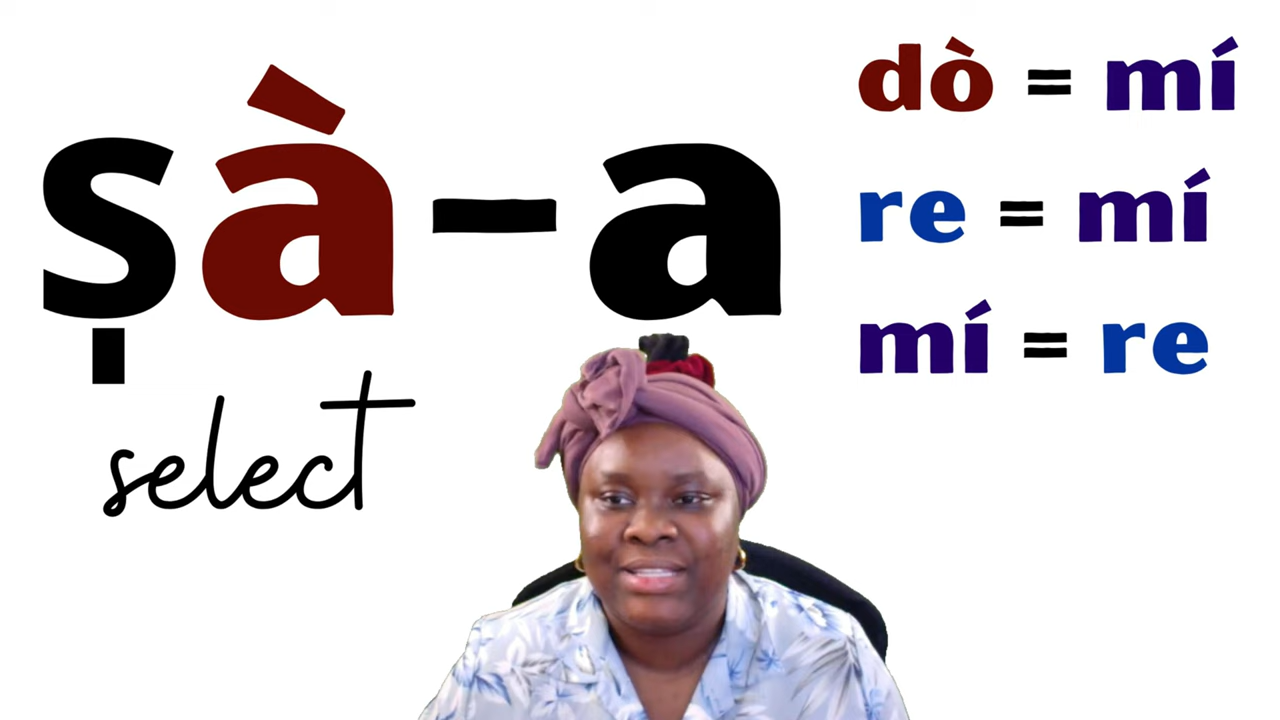 ṣà-a
select
dò = mí
re = mí
mí = re